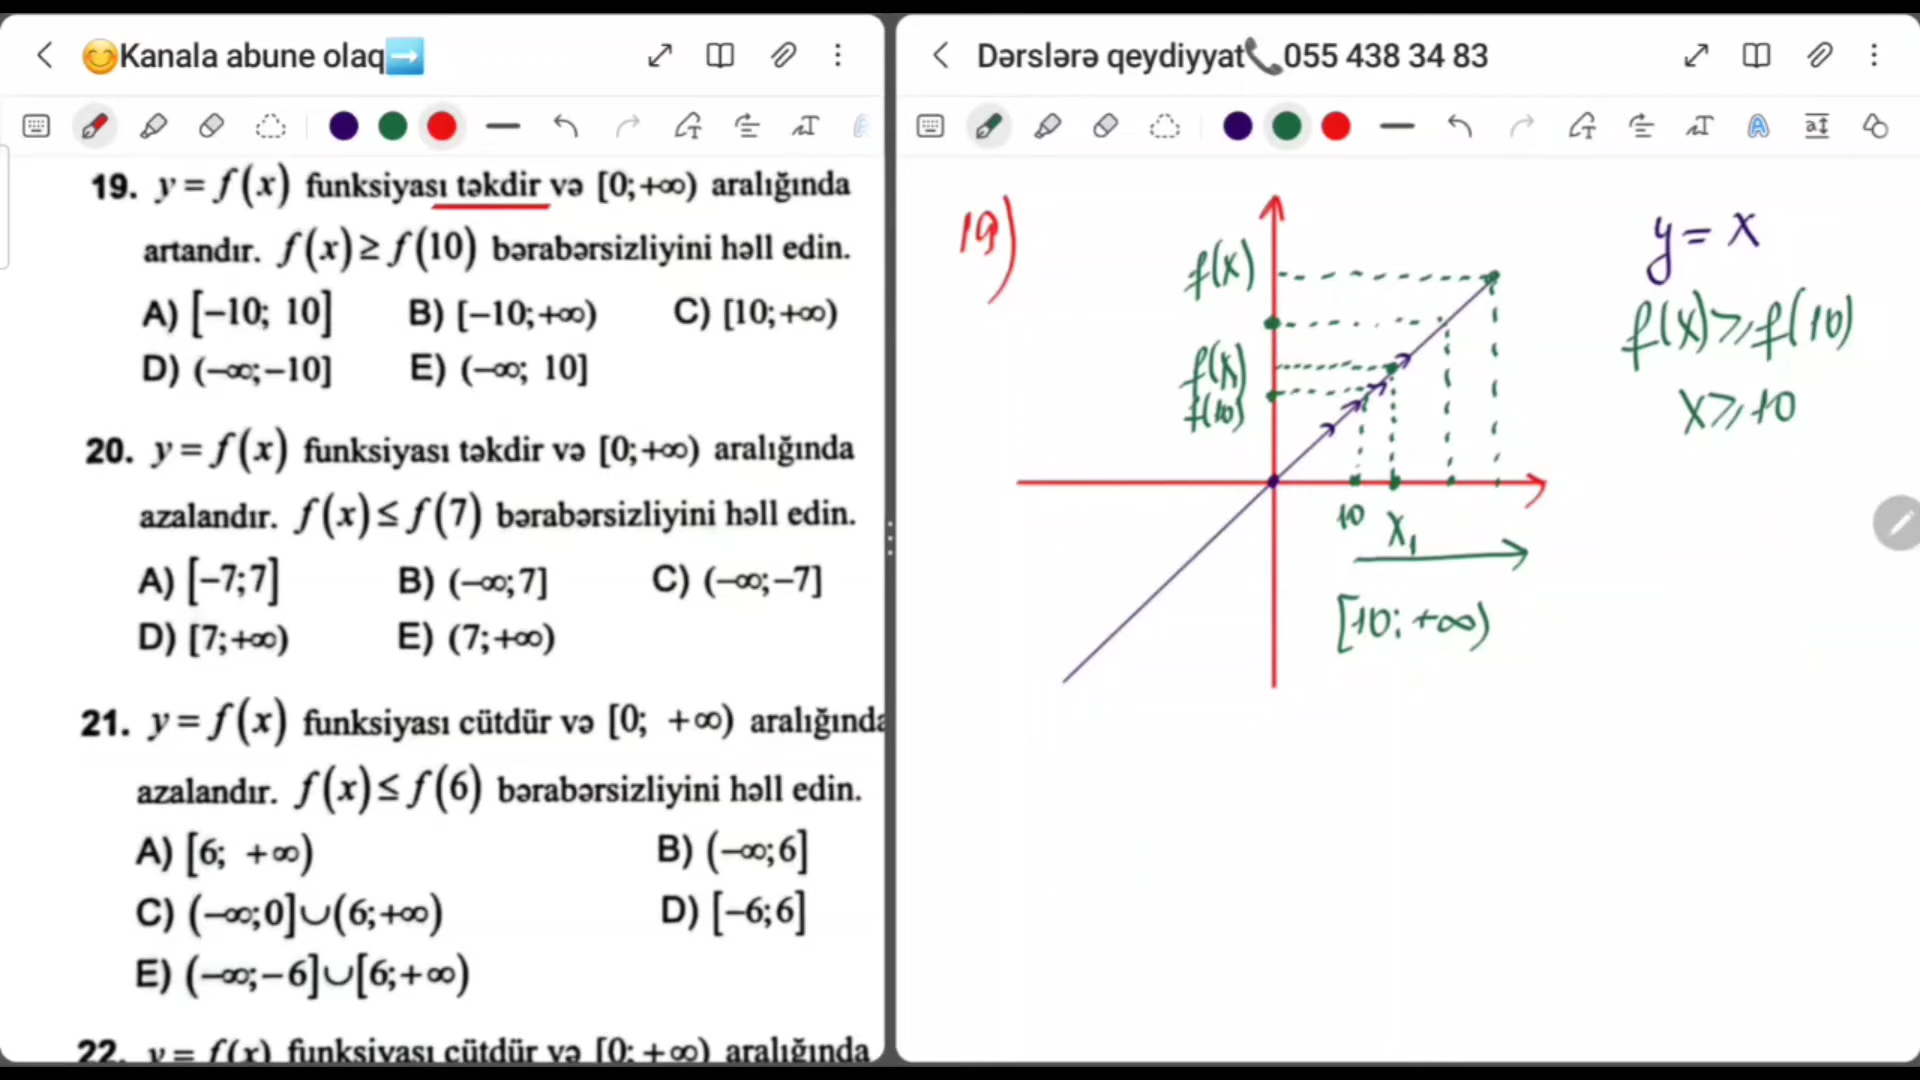 😊Kanala abune olaq➡️
19. y = f(x) funksiyası təkdir və [0; +∞) aralığında
artandır. f(x) ≥ f(10) bərabərsizliyini həll edin.
A) [−10; 10] B) [−10; +∞) C) [10; +∞)
D) (−∞; −10] E) (−∞; 10]
20. y = f(x) funksiyası təkdir və [0; +∞) aralığında
azalandır. f(x) ≤ f(7) bərabərsizliyini həll edin.
A) [−7; 7] B) (−∞; 7] C) (−∞; −7]
D) [7; +∞) E) (7; +∞)
21. y = f(x) funksiyası cütdür və [0; +∞) aralığında
azalandır. f(x) ≤ f(6) bərabərsizliyini həll edin.
A) [6; +∞) B) (−∞; 6]
C) (−∞; 0]∪(6; +∞) D) [−6; 6]
E) (−∞; −6]∪[6; +∞)
22. y = f(x) funksiyası cütdür və [0; +∞) aralığında
Dərslərə qeydiyyat📞055 438 34 83
19)
f(x)
f(x)
f(10)
10 x₁
[10; +∞)
y = x
f(x) ≥ f(10)
x ≥ 10